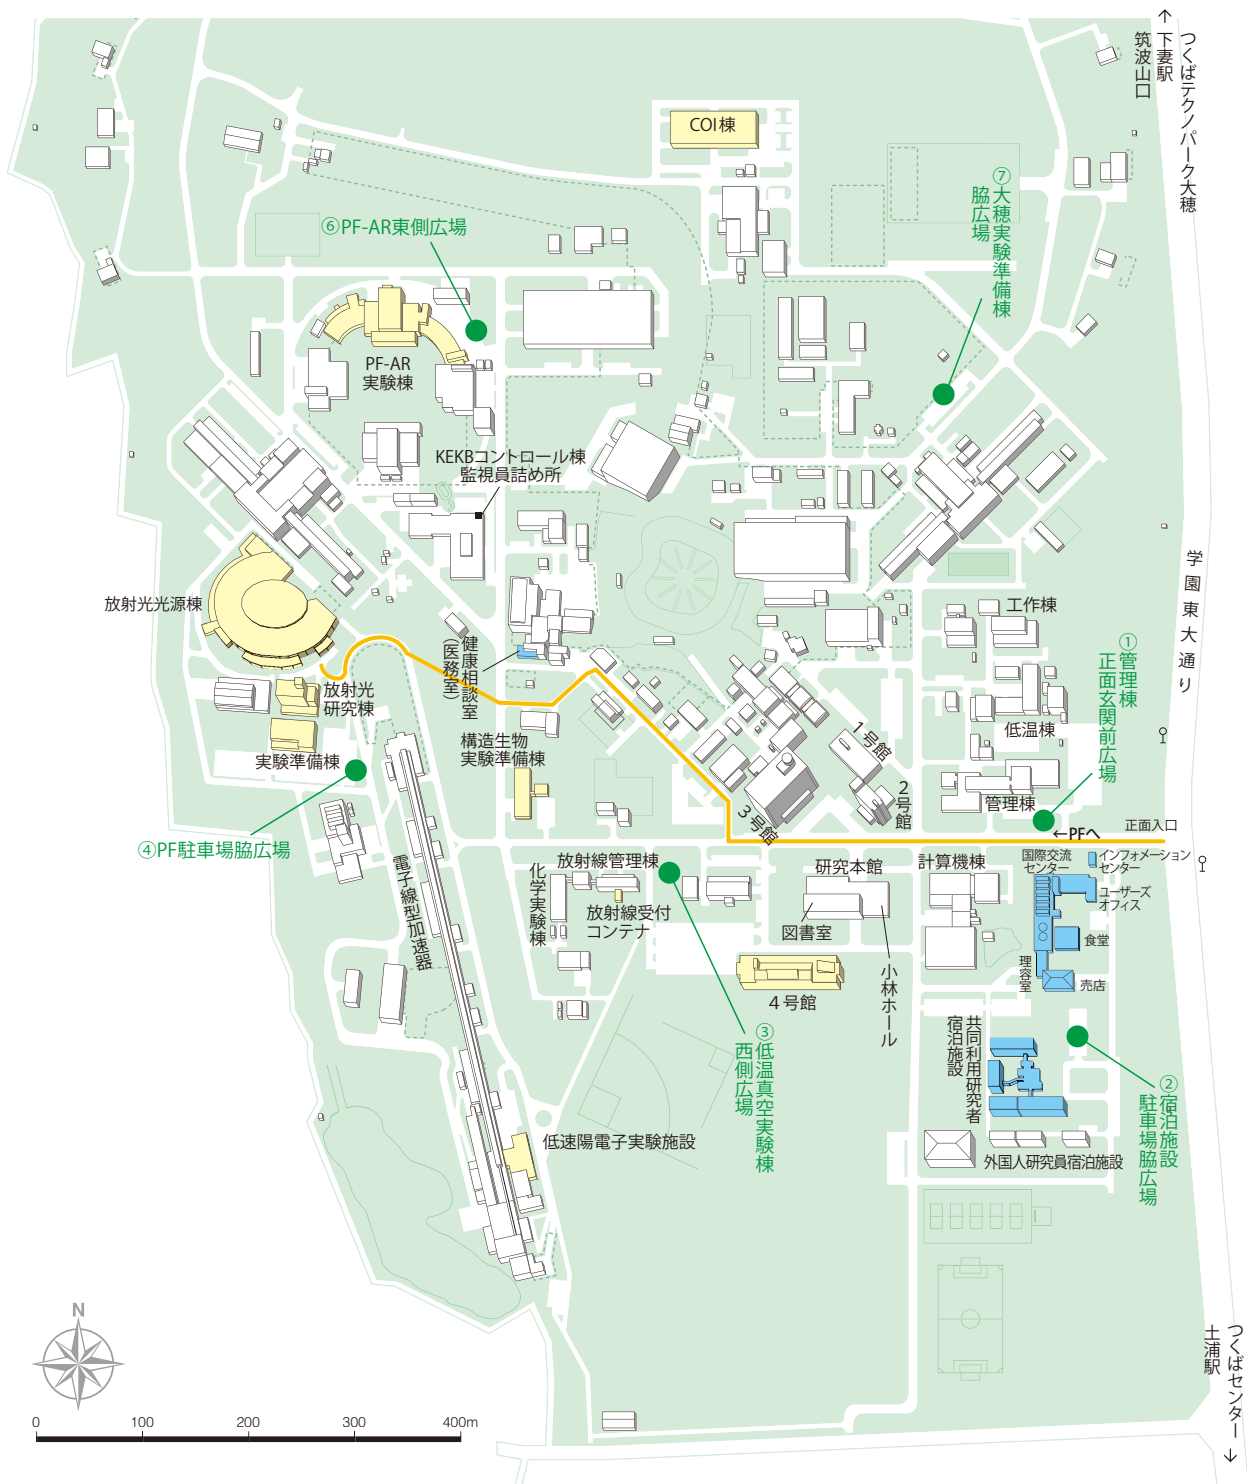 ↑
下妻駅
筑波山口
つくばテクノパーク大穂
COI棟
⑦大穂実験準備棟
脇広場
⑥PF-AR東側広場
PF-AR
実験棟
KEKBコントロール棟
監視員詰め所
学園東大通り
放射光光源棟
工作棟
①管理棟
正面玄関前広場
健康相談室
(医務室)
放射光
研究棟
低温棟
1号館
構造生物
実験準備棟
実験準備棟
2号館
管理棟
3号館
正面入口
←PFへ
④PF駐車場脇広場
電子線型加速器
化学実験棟
放射線管理棟
放射線受付
コンテナ
研究本館
図書室
小林ホール
計算機棟
国際交流
センター
インフォメーション
センター
ユーザーズ
オフィス
食堂
理容室
売店
4号館
③低温真空実験棟
西側広場
共同利用研究者
宿泊施設
②宿泊施設
駐車場脇広場
低速陽電子実験施設
外国人研究員宿泊施設
N
0 100 200 300 400m
つくばセンター
土浦駅
↓